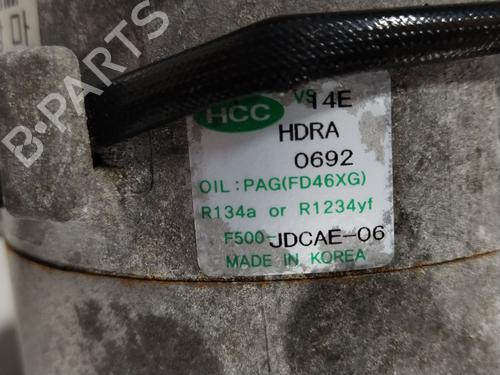 HCC VS14E
HDRA
0692
OIL : PAG(FD46XG)
R134a or R1234yf
F500-JDCAE-06
MADE IN KOREA
B-PARTS